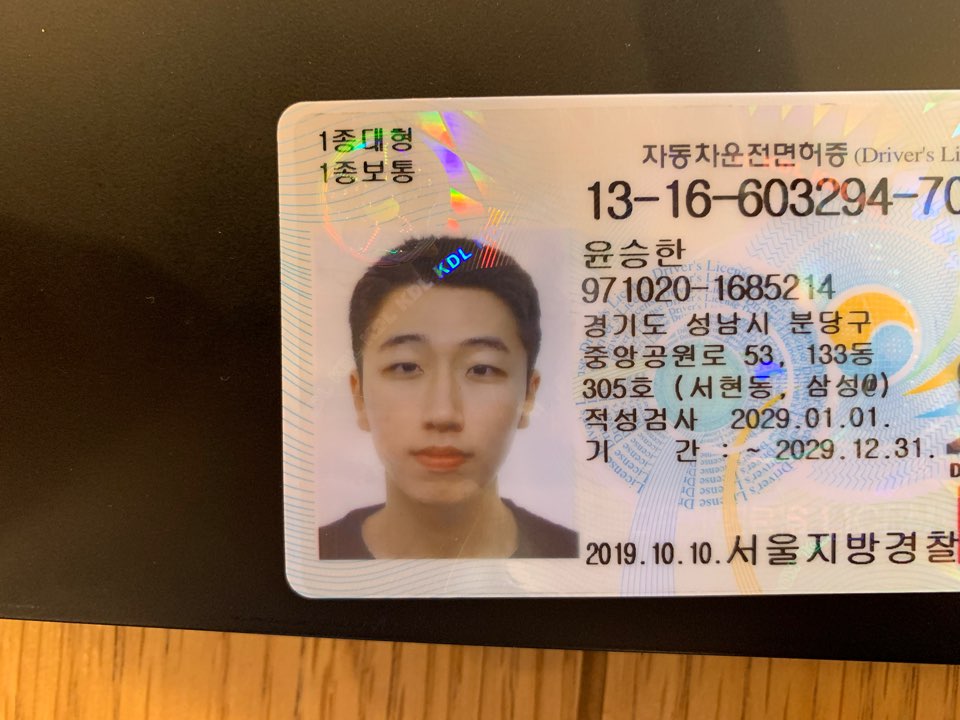 1종대형
1종보통
자동차운전면허증 (Driver's Li
13-16-603294-70
윤승한
971020-1685214
경기도 성남시 분당구
중앙공원로 53, 133동
305호 (서현동, 삼성@)
적성검사 2029.01.01.
기 간 : ~ 2029.12.31.
2019.10.10. 서울지방경찰
KDL